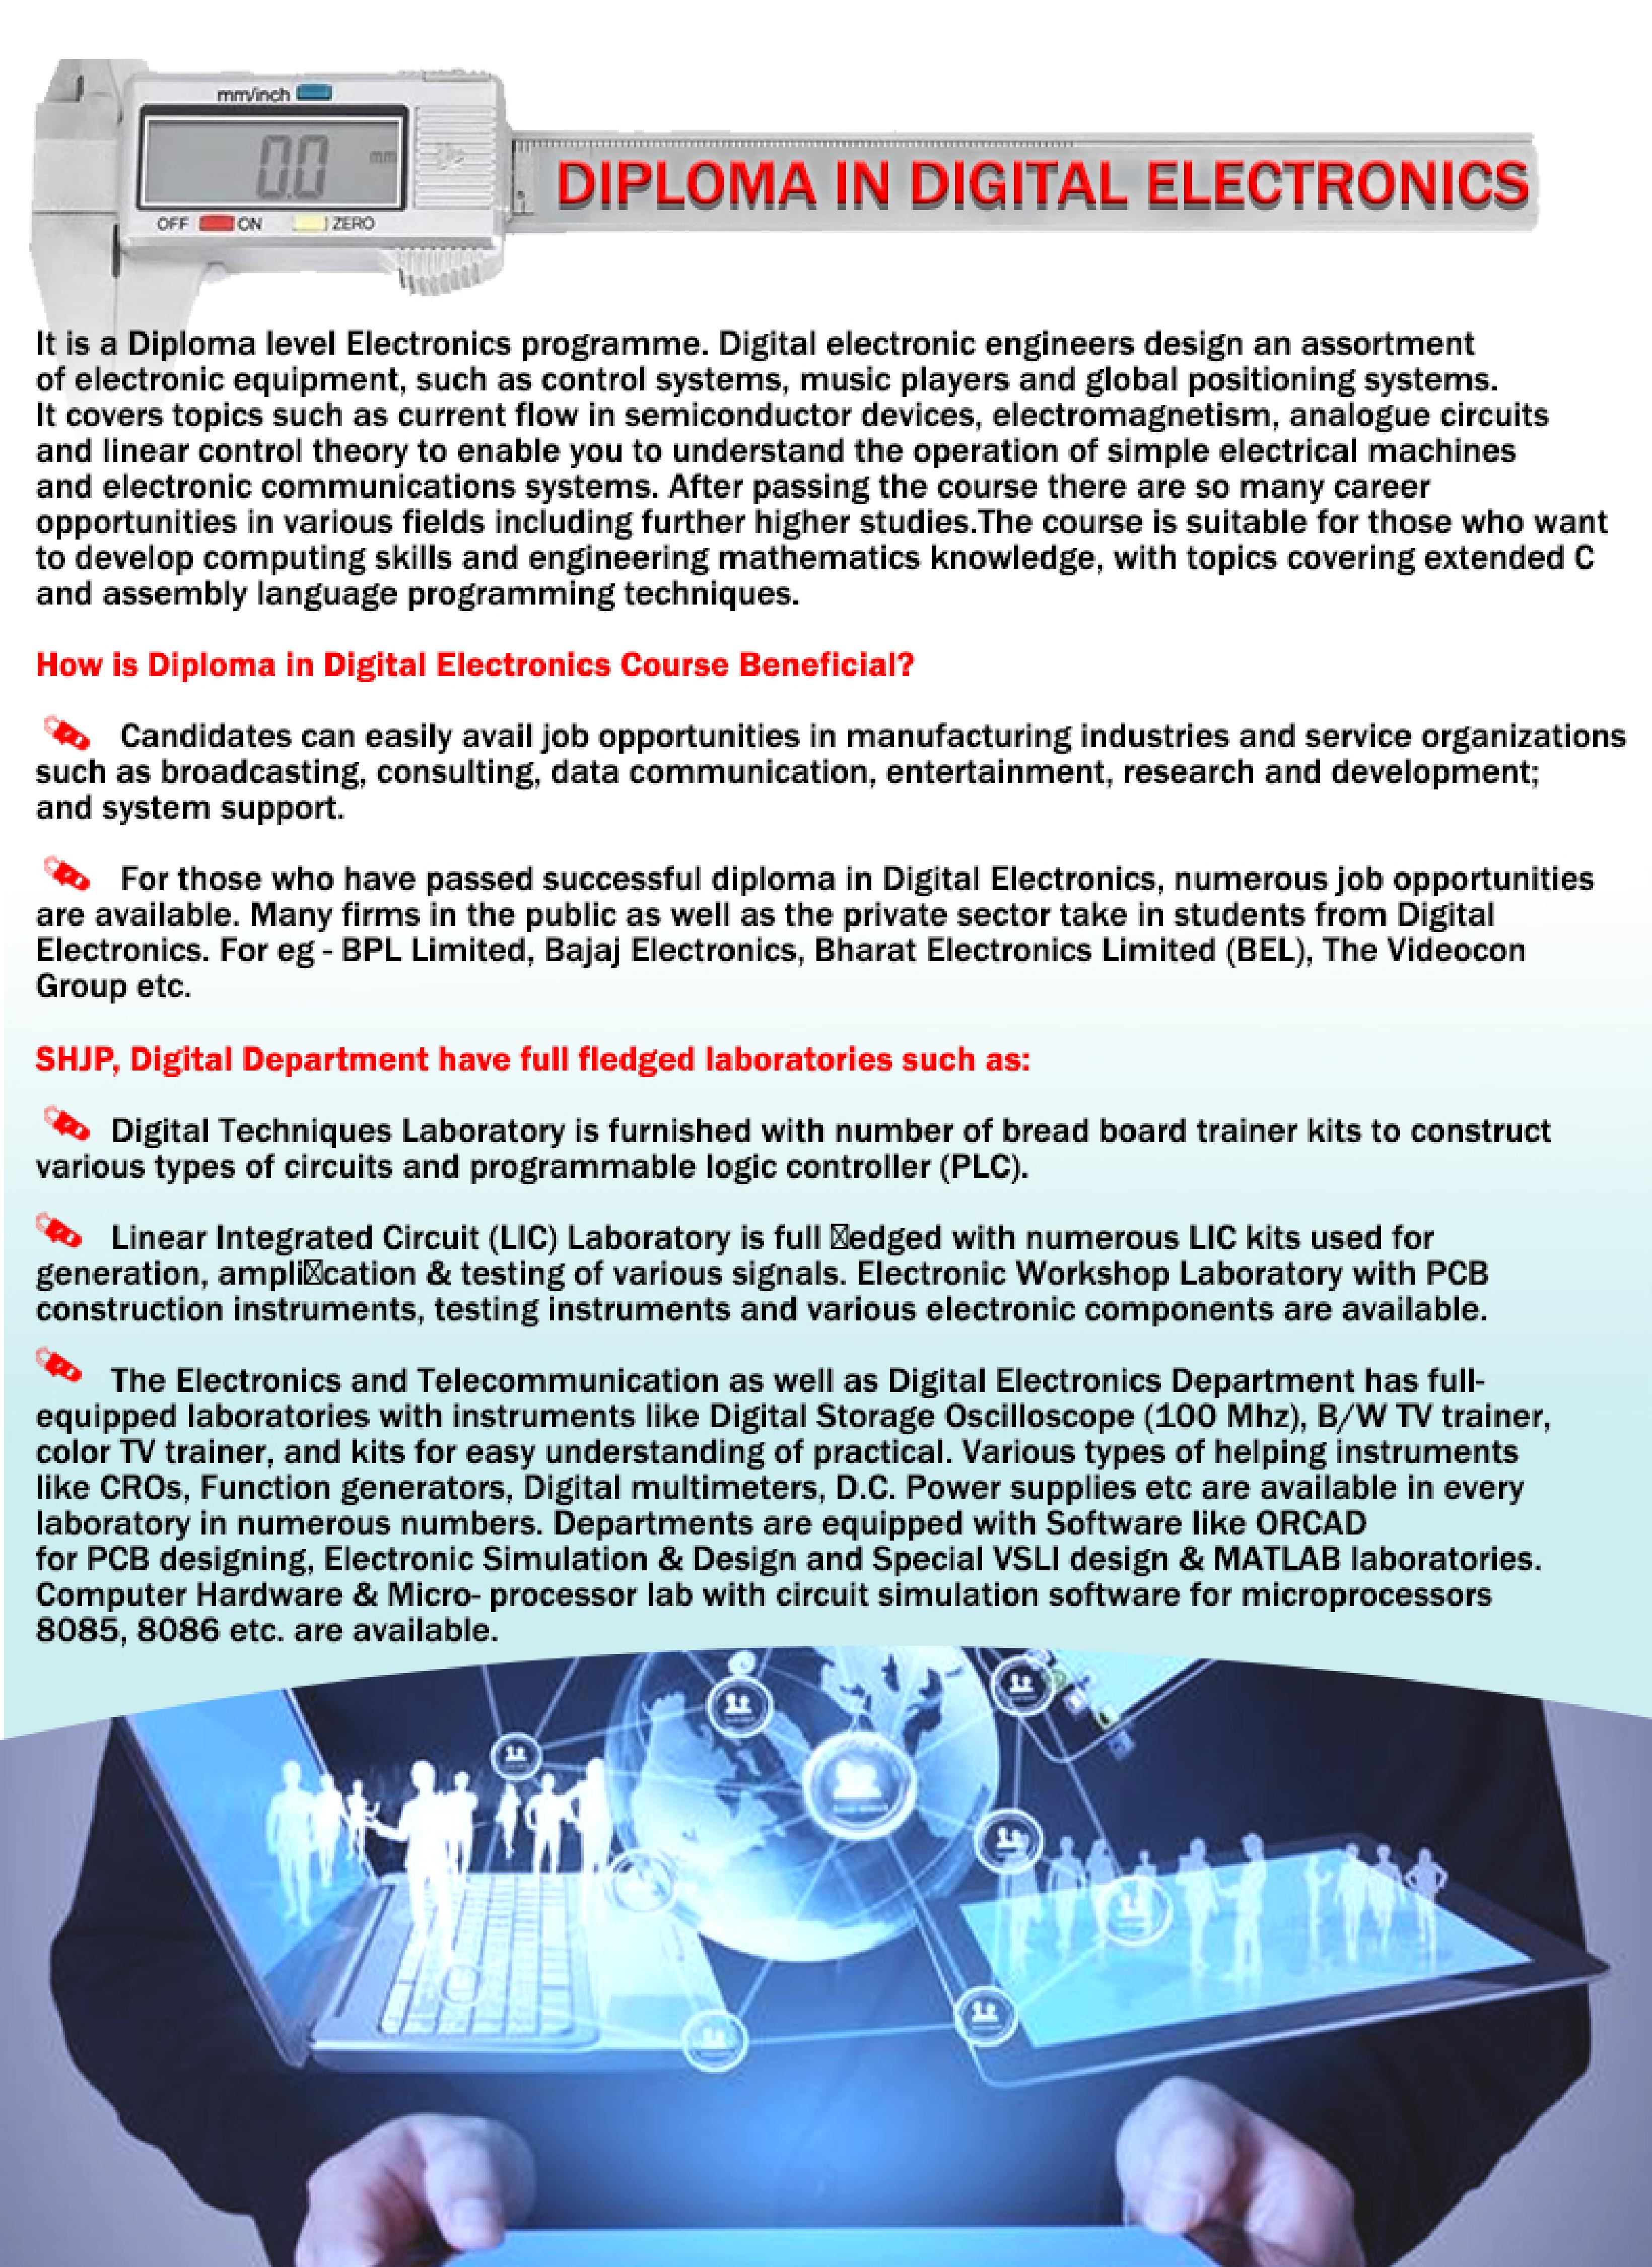 mm/inch
0.0 mm
OFF ON ZERO
DIPLOMA IN DIGITAL ELECTRONICS
It is a Diploma level Electronics programme. Digital electronic engineers design an assortment
of electronic equipment, such as control systems, music players and global positioning systems.
It covers topics such as current flow in semiconductor devices, electromagnetism, analogue circuits
and linear control theory to enable you to understand the operation of simple electrical machines
and electronic communications systems. After passing the course there are so many career
opportunities in various fields including further higher studies.The course is suitable for those who want
to develop computing skills and engineering mathematics knowledge, with topics covering extended C
and assembly language programming techniques.
How is Diploma in Digital Electronics Course Beneficial?
Candidates can easily avail job opportunities in manufacturing industries and service organizations
such as broadcasting, consulting, data communication, entertainment, research and development;
and system support.
For those who have passed successful diploma in Digital Electronics, numerous job opportunities
are available. Many firms in the public as well as the private sector take in students from Digital
Electronics. For eg - BPL Limited, Bajaj Electronics, Bharat Electronics Limited (BEL), The Videocon
Group etc.
SHJP, Digital Department have full fledged laboratories such as:
Digital Techniques Laboratory is furnished with number of bread board trainer kits to construct
various types of circuits and programmable logic controller (PLC).
Linear Integrated Circuit (LIC) Laboratory is full ☒edged with numerous LIC kits used for
generation, ampli☒cation & testing of various signals. Electronic Workshop Laboratory with PCB
construction instruments, testing instruments and various electronic components are available.
The Electronics and Telecommunication as well as Digital Electronics Department has full-
equipped laboratories with instruments like Digital Storage Oscilloscope (100 Mhz), B/W TV trainer,
color TV trainer, and kits for easy understanding of practical. Various types of helping instruments
like CROs, Function generators, Digital multimeters, D.C. Power supplies etc are available in every
laboratory in numerous numbers. Departments are equipped with Software like ORCAD
for PCB designing, Electronic Simulation & Design and Special VSLI design & MATLAB laboratories.
Computer Hardware & Micro- processor lab with circuit simulation software for microprocessors
8085, 8086 etc. are available.